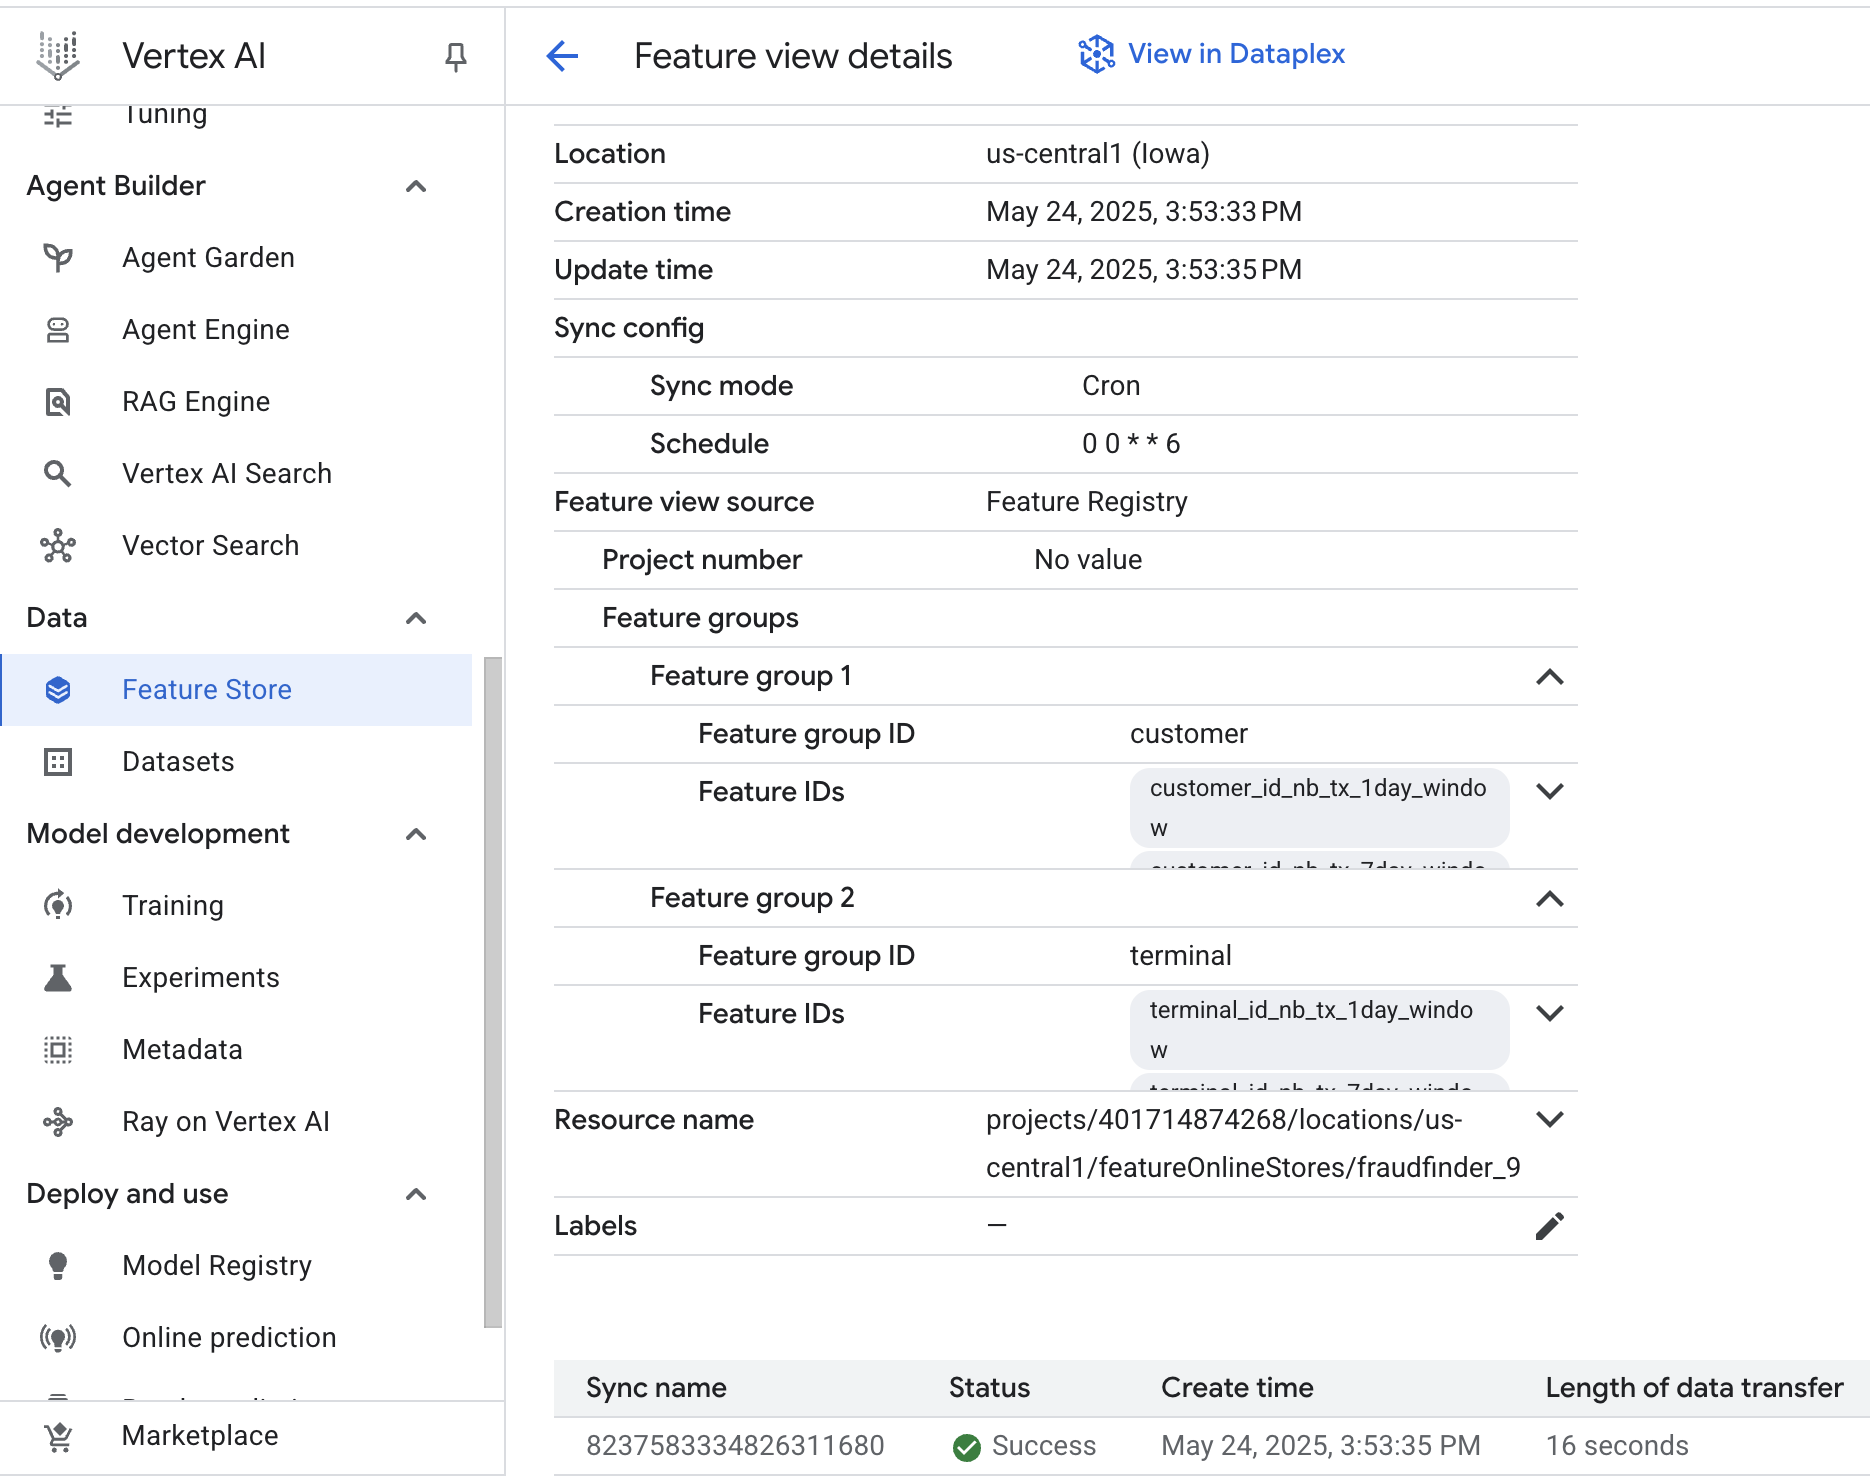 Vertex AI
Feature view details
View in Dataplex
Tuning
Agent Builder
Agent Garden
Agent Engine
RAG Engine
Vertex AI Search
Vector Search
Data
Feature Store
Datasets
Model development
Training
Experiments
Metadata
Ray on Vertex AI
Deploy and use
Model Registry
Online prediction
Marketplace
Location us-central1 (Iowa)
Creation time May 24, 2025, 3:53:33 PM
Update time May 24, 2025, 3:53:35 PM
Sync config
Sync mode Cron
Schedule 0 0 * * 6
Feature view source Feature Registry
Project number No value
Feature groups
Feature group 1
Feature group ID customer
Feature IDs customer_id_nb_tx_1day_windo
w
customer_id_nb_tx_7day_windo
Feature group 2
Feature group ID terminal
Feature IDs terminal_id_nb_tx_1day_windo
w
terminal_id_nb_tx_7day_windo
Resource name projects/401714874268/locations/us-
central1/featureOnlineStores/fraudfinder_9
Labels —
Sync name Status Create time Length of data transfer
8237583334826311680 Success May 24, 2025, 3:53:35 PM 16 seconds